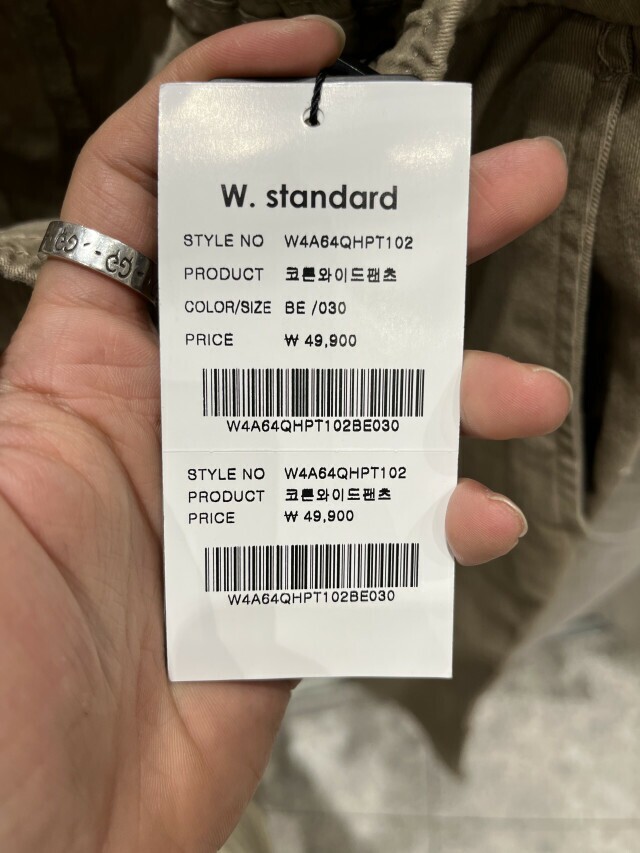 W. standard
STYLE NO W4A64QHPT102
PRODUCT 코튼와이드팬츠
COLOR/SIZE BE /030
PRICE ₩ 49,900
W4A64QHPT102BE030
STYLE NO W4A64QHPT102
PRODUCT 코튼와이드팬츠
PRICE ₩ 49,900
W4A64QHPT102BE030